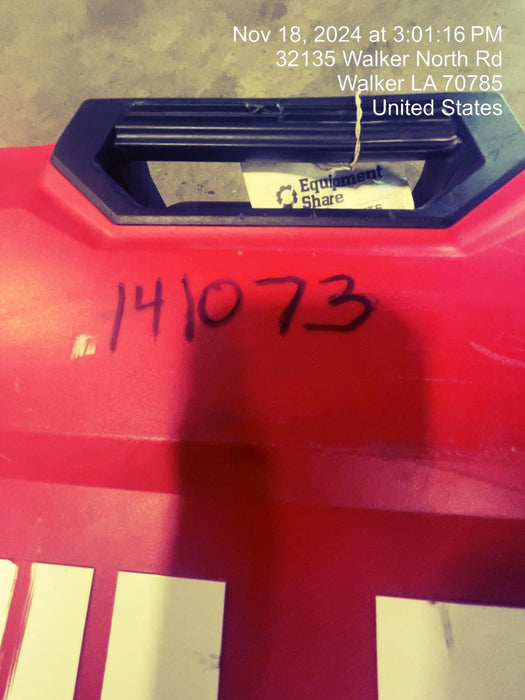 Nov 18, 2024 at 3:01:16 PM
32135 Walker North Rd
Walker LA 70785
United States
Equipment
Share
141073